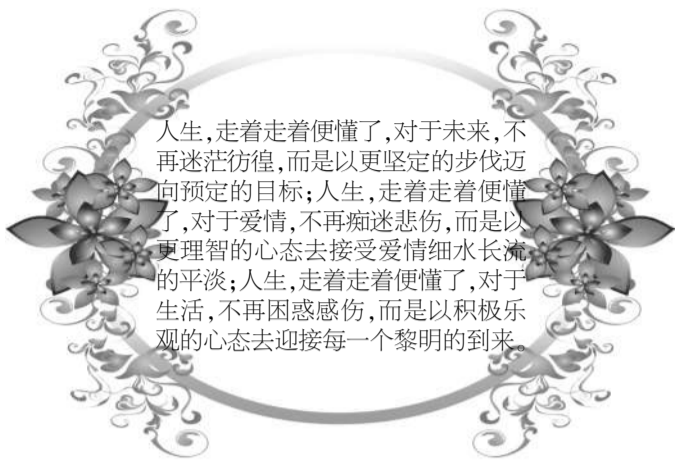 人生,走着走着便懂了,对于未来,不
再迷茫彷徨,而是以更坚定的步伐迈
向预定的目标;人生,走着走着便懂
了,对于爱情,不再痴迷悲伤,而是以
更理智的心态去接受爱情细水长流
的平淡;人生,走着走着便懂了,对于
生活,不再困惑感伤,而是以积极乐
观的心态去迎接每一个黎明的到来。